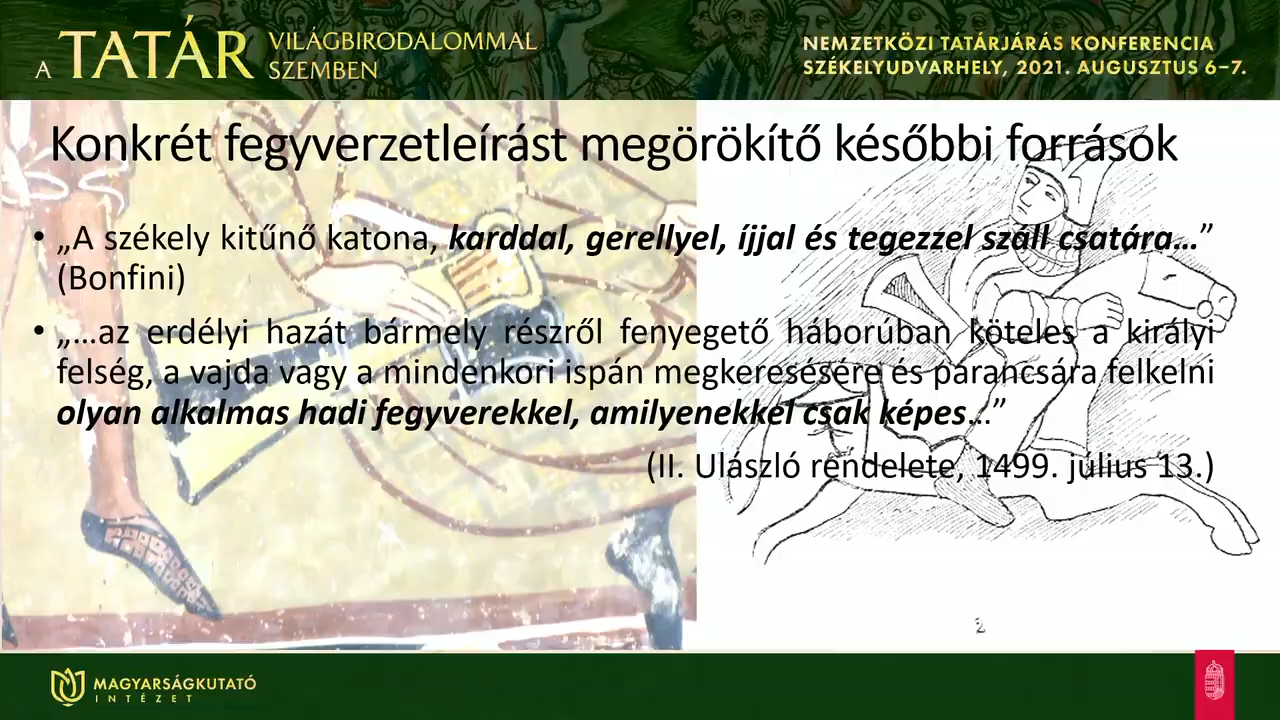 A TATÁR VILÁGBIRODALOMMAL
SZEMBEN
NEMZETKÖZI TATÁRJÁRÁS KONFERENCIA
SZÉKELYUDVARHELY, 2021. AUGUSZTUS 6–7.
Konkrét fegyverzetleírást megörökítő későbbi források
• „A székely kitűnő katona, karddal, gerellyel, íjjal és tegezzel száll csatára…”
(Bonfini)
• „…az erdélyi hazát bármely részről fenyegető háborúban köteles a királyi
felség, a vajda vagy a mindenkori ispán megkeresésére és parancsára felkelni
olyan alkalmas hadi fegyverekkel, amilyenekkel csak képes…”
(II. Ulászló rendelete, 1499. július 13.)
2
MAGYARSÁGKUTATÓ
INTÉZET